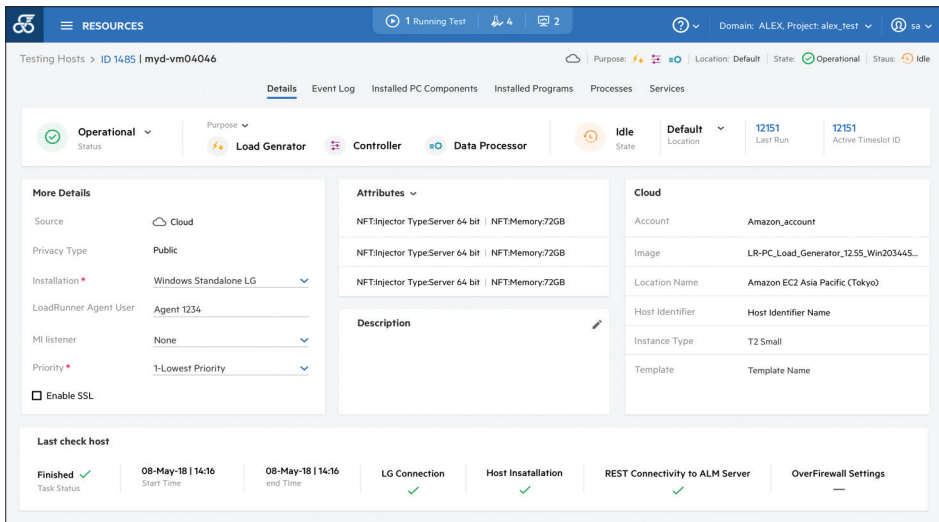 RESOURCES
1 Running Test 4 2
Domain: ALEX, Project: alex_test
sa
Testing Hosts > ID 1485 | myd-vm04046
Purpose: Location: Default State: Operational Staus: Idle
Details Event Log Installed PC Components Installed Programs Processes Services
Operational
Status
Purpose
Load Genrator Controller Data Processor
Idle
State
Default
Location
12151
Last Run
12151
Active Timeslot ID
More Details
Source Cloud
Privacy Type Public
Installation * Windows Standalone LG
LoadRunner Agent User Agent 1234
MI listener None
Priority * 1-Lowest Priority
Enable SSL
Attributes
NFT:Injector Type:Server 64 bit | NFT:Memory:72GB
NFT:Injector Type:Server 64 bit | NFT:Memory:72GB
NFT:Injector Type:Server 64 bit | NFT:Memory:72GB
Description
Cloud
Account Amazon_account
Image LR-PC_Load_Generator_12.55_Win203445...
Location Name Amazon EC2 Asia Pacific (Tokyo)
Host Identifier Host Identifier Name
Instance Type T2 Small
Template Template Name
Last check host
Finished
Task Status
08-May-18 | 14:16
Start Time
08-May-18 | 14:16
end TIme
LG Connection
Host Insatallation
REST Connectivity to ALM Server
OverFirewall Settings